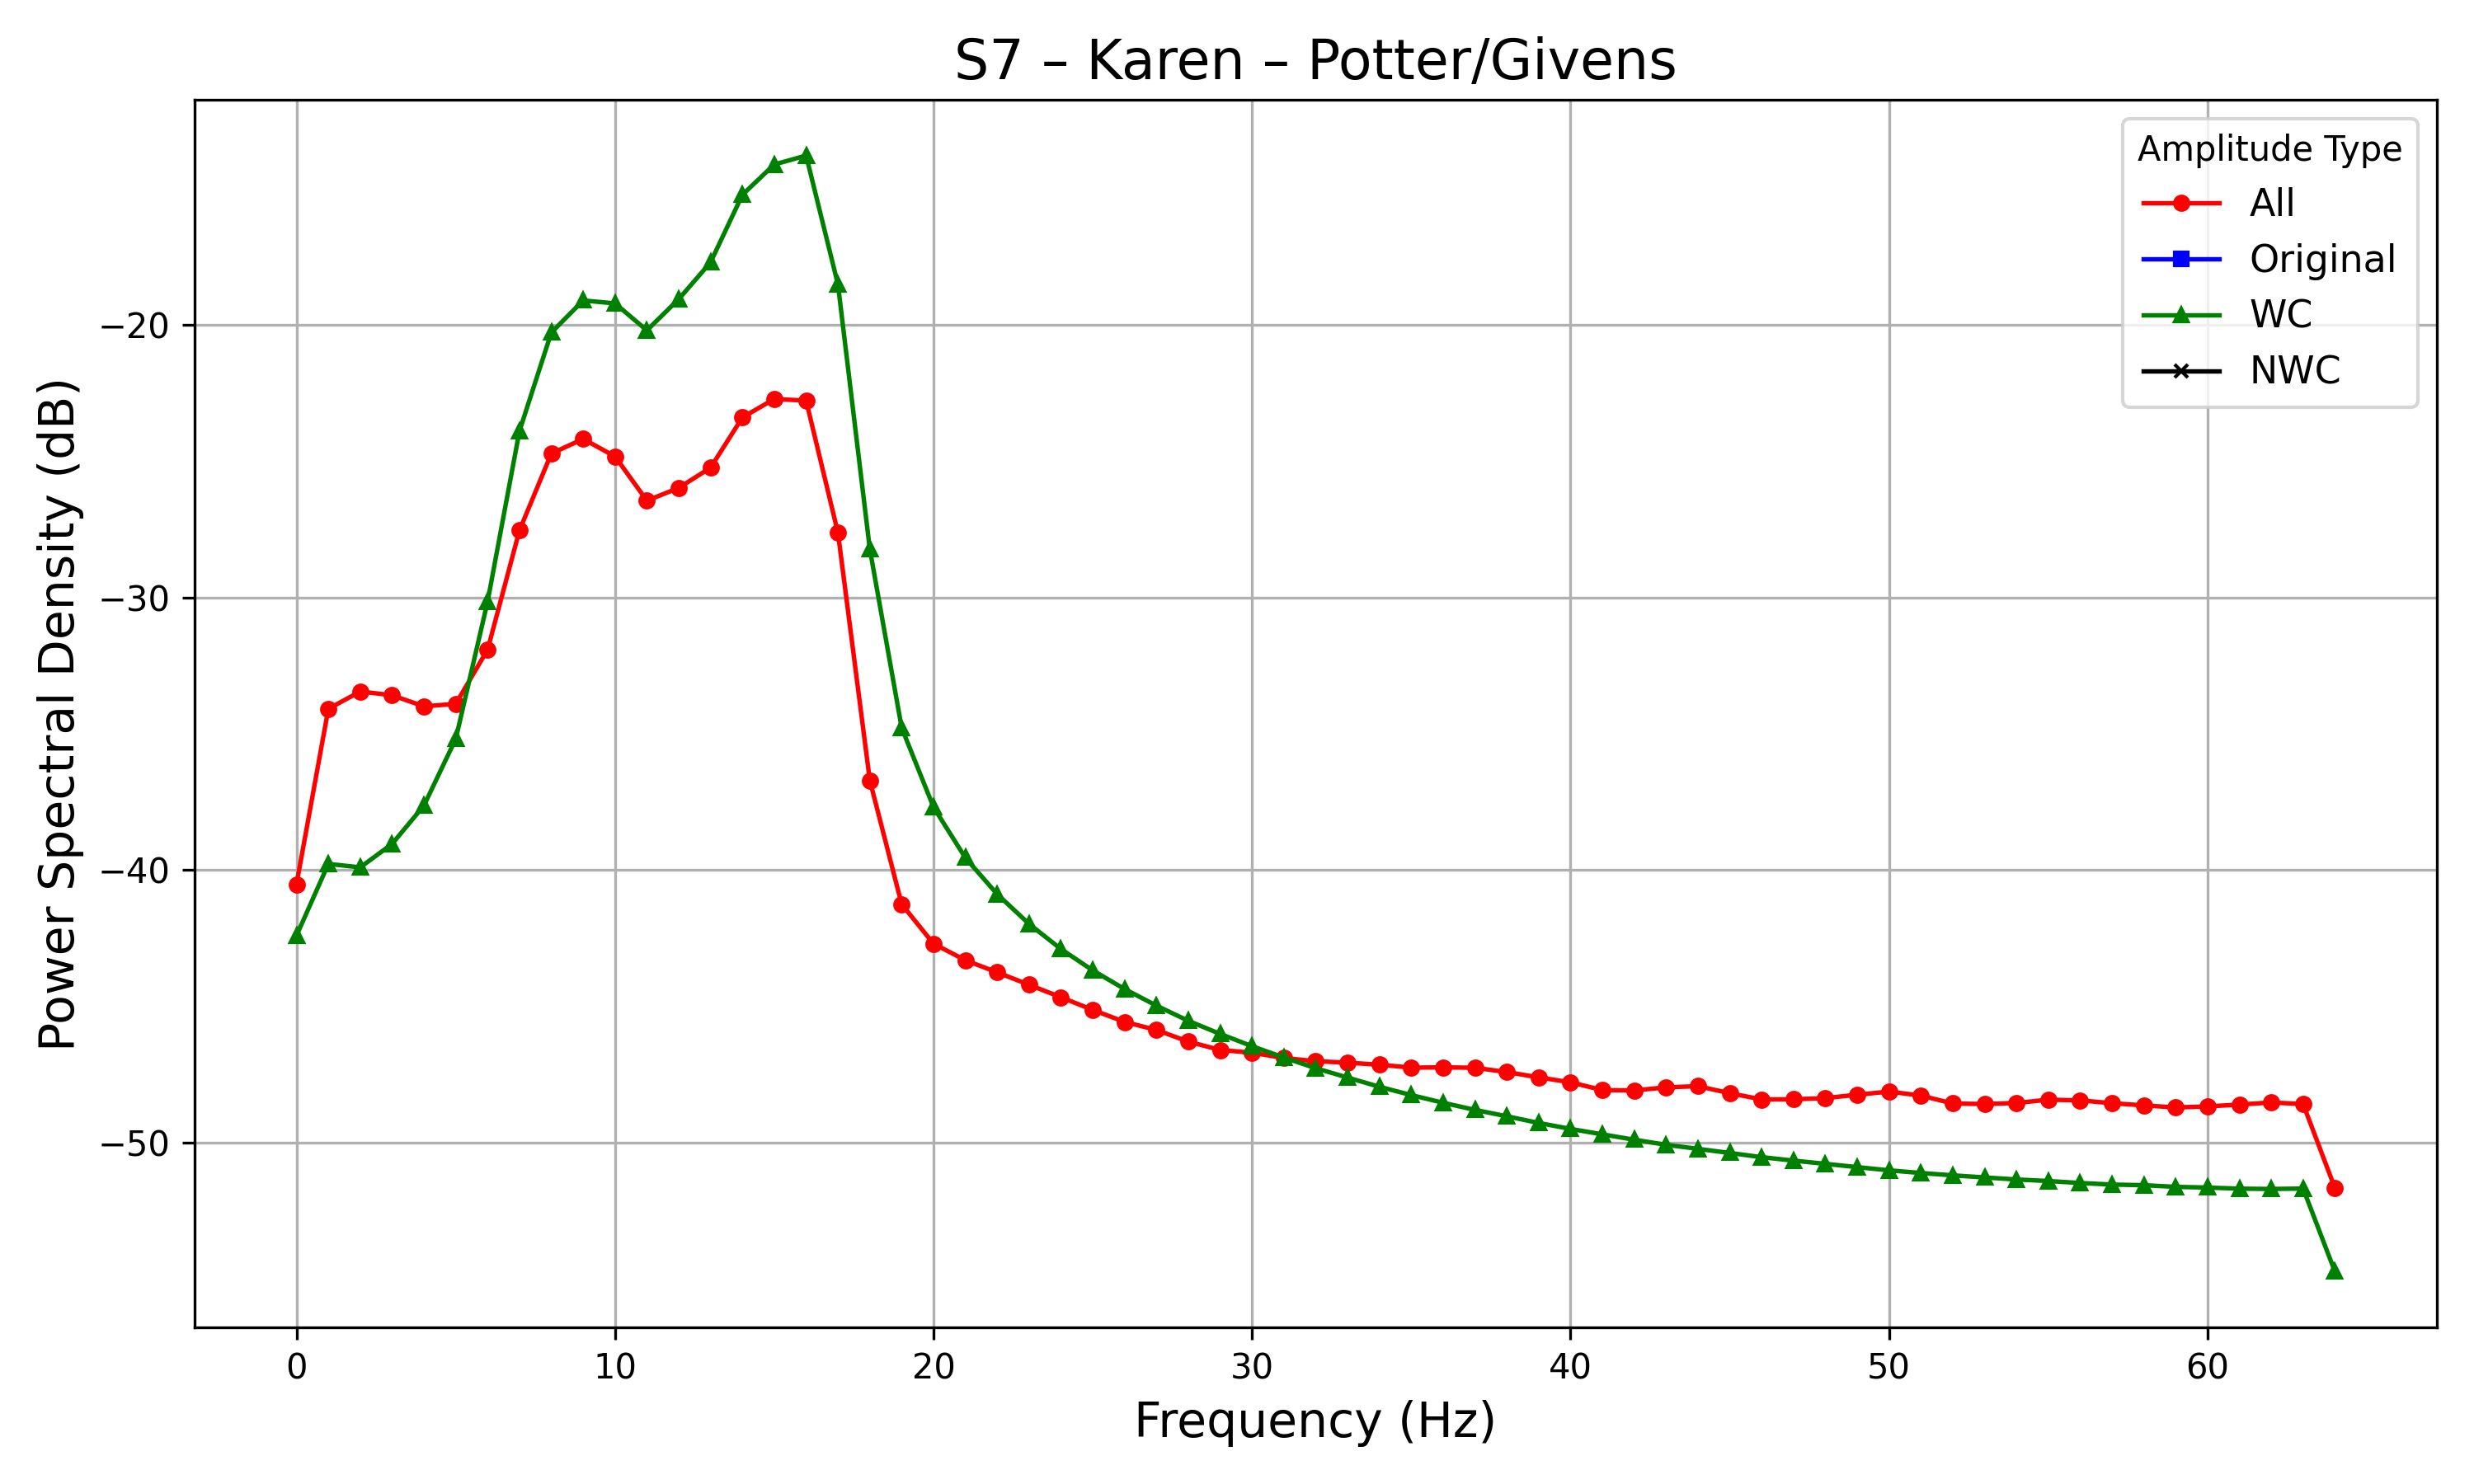 S7 – Karen – Potter/Givens
Amplitude Type
All
Original
WC
NWC
Power Spectral Density (dB)
−20
−30
−40
−50
0 10 20 30 40 50 60
Frequency (Hz)